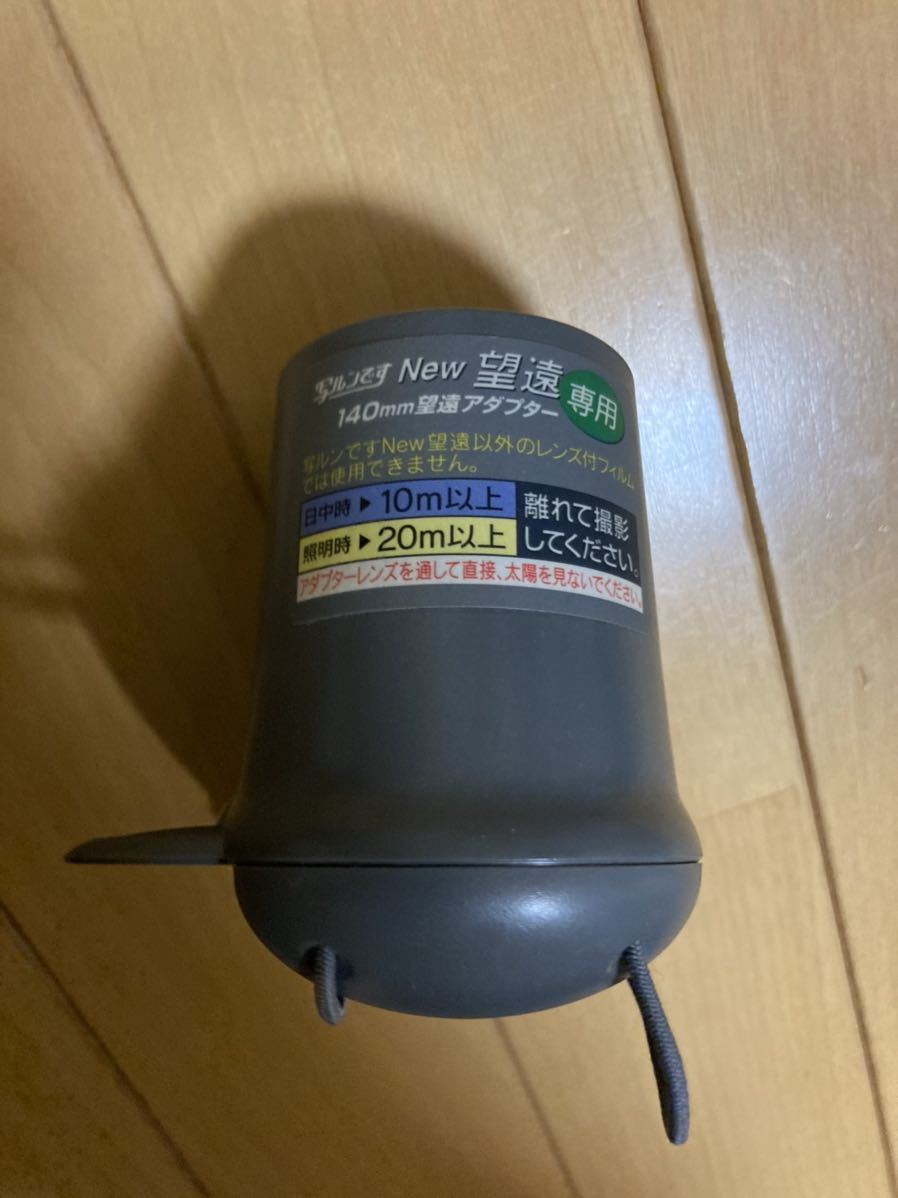 写ルンです New 望遠 専用
140mm望遠アダプター
写ルンですNew望遠以外のレンズ付フィルム
では使用できません。
日中時▶10m以上
照明時▶20m以上
離れて撮影
してください。
アダプターレンズを通して直接、太陽を見ないでください。